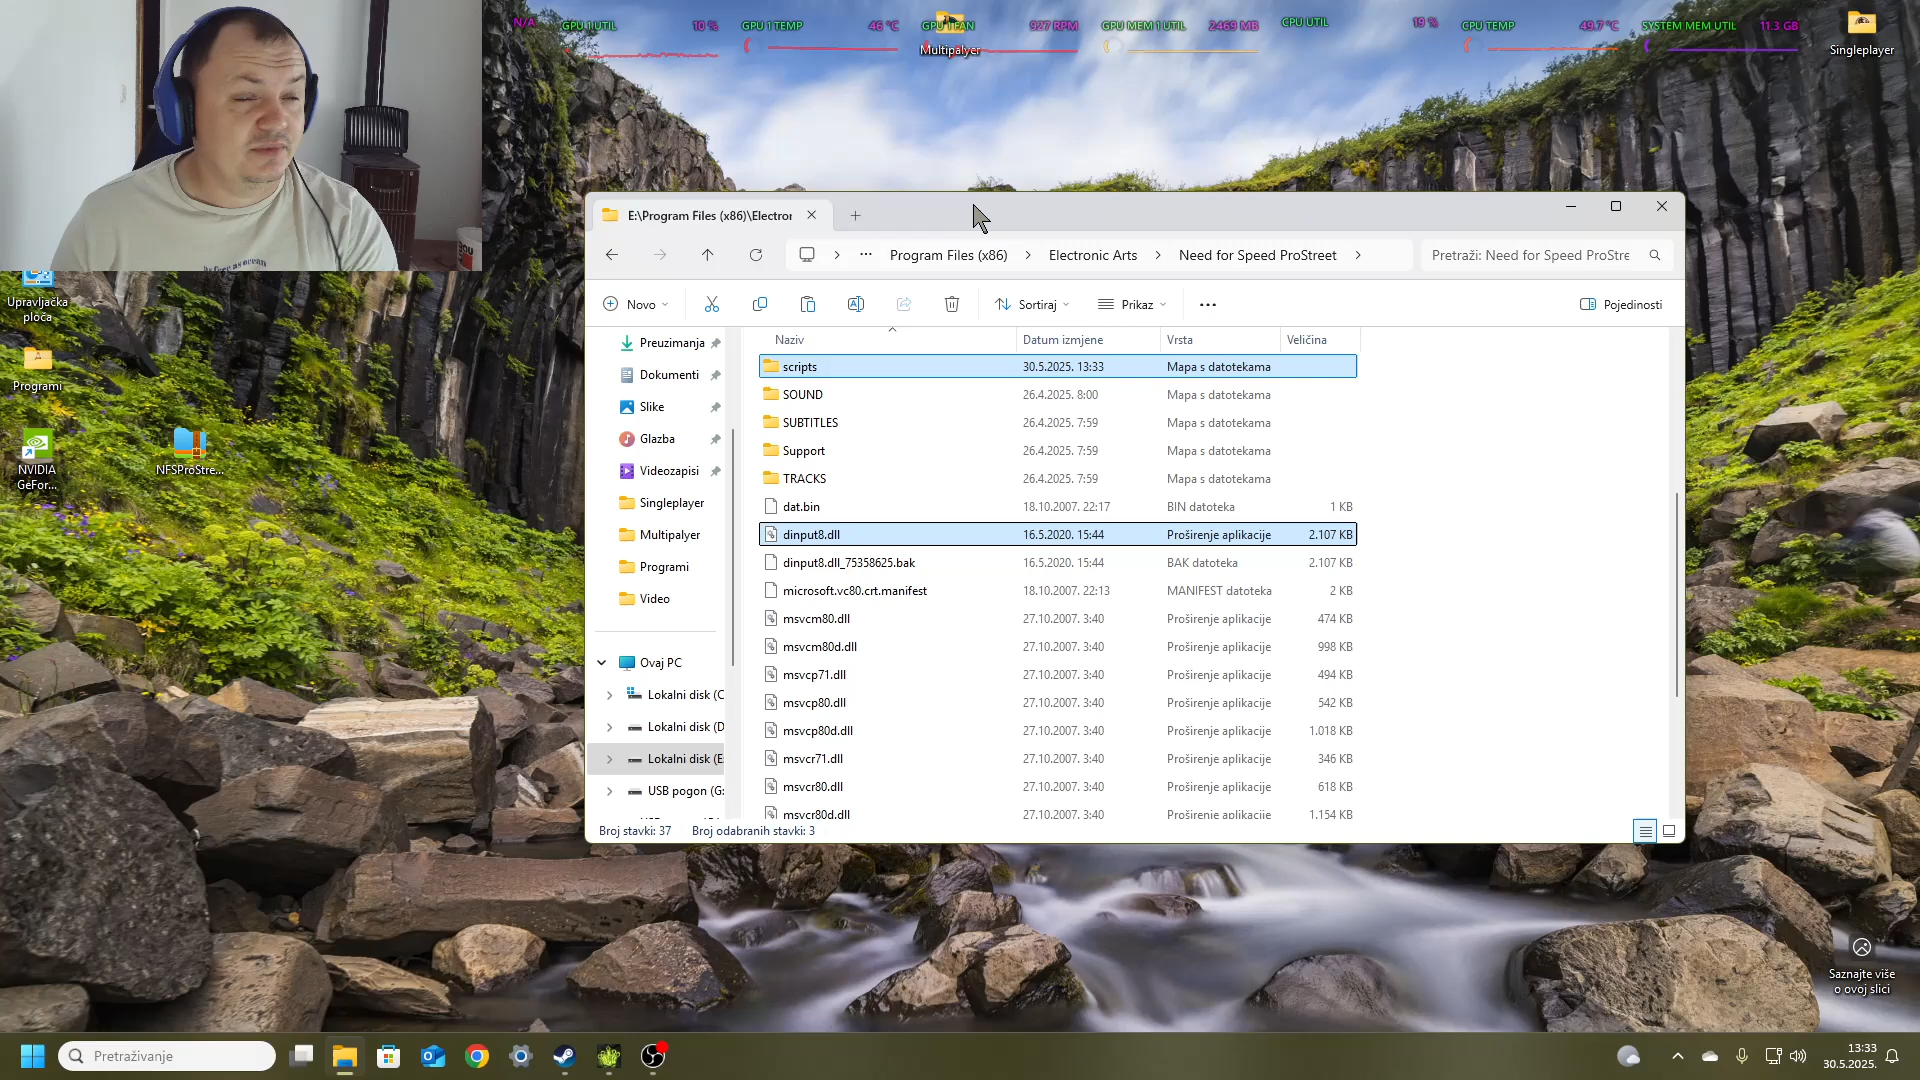 N/A
GPU 1 UTIL 10 %
GPU 1 TEMP 46 °C
GPU 1 FAN 927 RPM
GPU MEM 1 UTIL 2469 MB
CPU UTIL 19 %
CPU TEMP 49.7 °C
SYSTEM MEM UTIL 11.3 GB
Multipalyer
Singleplayer
Upravljačka
ploča
Programi
NVIDIA
GeFor...
NFSProStre...
E:\Program Files (x86)\Electror
Program Files (x86) Electronic Arts Need for Speed ProStreet
Pretraži: Need for Speed ProStre
Novo
Sortiraj
Prikaz
Pojedinosti
Preuzimanja
Dokumenti
Slike
Glazba
Videozapisi
Singleplayer
Multipalyer
Programi
Video
Ovaj PC
Lokalni disk (C
Lokalni disk (D
Lokalni disk (E
USB pogon (G:
Naziv Datum izmjene Vrsta Veličina
scripts 30.5.2025. 13:33 Mapa s datotekama
SOUND 26.4.2025. 8:00 Mapa s datotekama
SUBTITLES 26.4.2025. 7:59 Mapa s datotekama
Support 26.4.2025. 7:59 Mapa s datotekama
TRACKS 26.4.2025. 7:59 Mapa s datotekama
dat.bin 18.10.2007. 22:17 BIN datoteka 1 KB
dinput8.dll 16.5.2020. 15:44 Proširenje aplikacije 2.107 KB
dinput8.dll_75358625.bak 16.5.2020. 15:44 BAK datoteka 2.107 KB
microsoft.vc80.crt.manifest 18.10.2007. 22:13 MANIFEST datoteka 2 KB
msvcm80.dll 27.10.2007. 3:40 Proširenje aplikacije 474 KB
msvcm80d.dll 27.10.2007. 3:40 Proširenje aplikacije 998 KB
msvcp71.dll 27.10.2007. 3:40 Proširenje aplikacije 494 KB
msvcp80.dll 27.10.2007. 3:40 Proširenje aplikacije 542 KB
msvcp80d.dll 27.10.2007. 3:40 Proširenje aplikacije 1.018 KB
msvcr71.dll 27.10.2007. 3:40 Proširenje aplikacije 346 KB
msvcr80.dll 27.10.2007. 3:40 Proširenje aplikacije 618 KB
msvcr80d.dll 27.10.2007. 3:40 Proširenje aplikacije 1.154 KB
Broj stavki: 37 Broj odabranih stavki: 3
Saznajte više
o ovoj slici
Pretraživanje
13:33
30.5.2025.